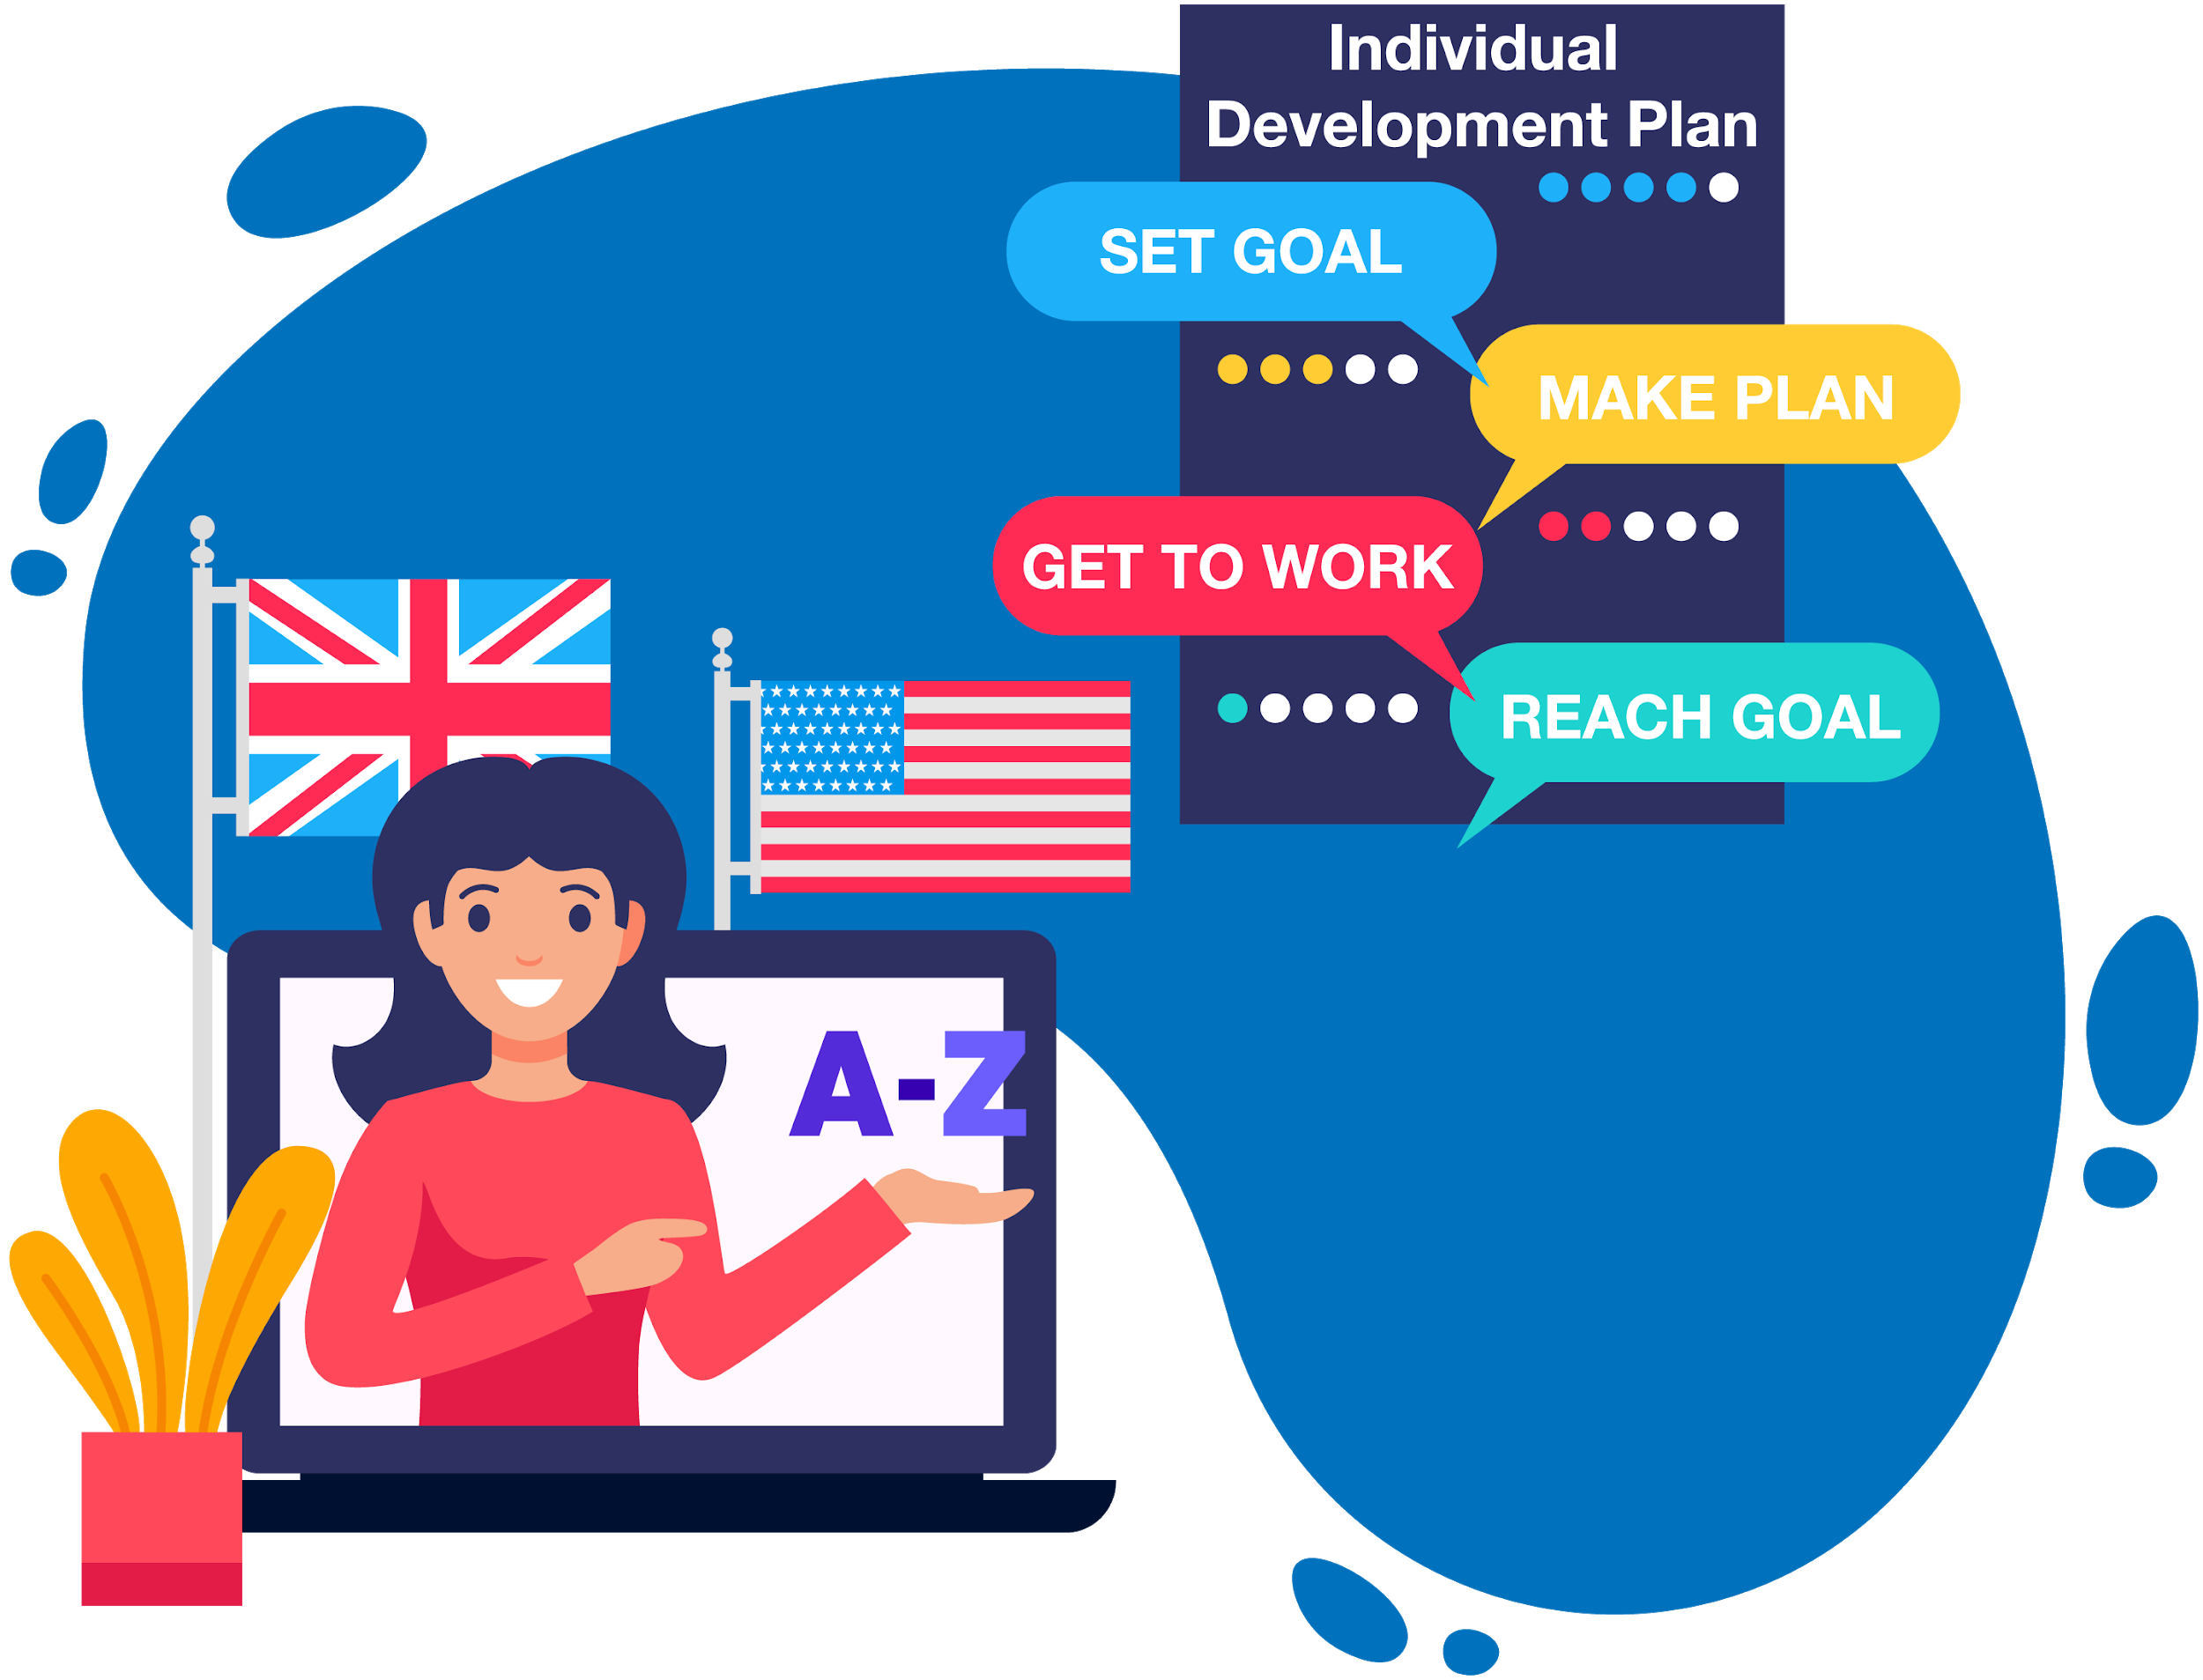 Individual
Development Plan
SET GOAL
MAKE PLAN
GET TO WORK
REACH GOAL
A-Z